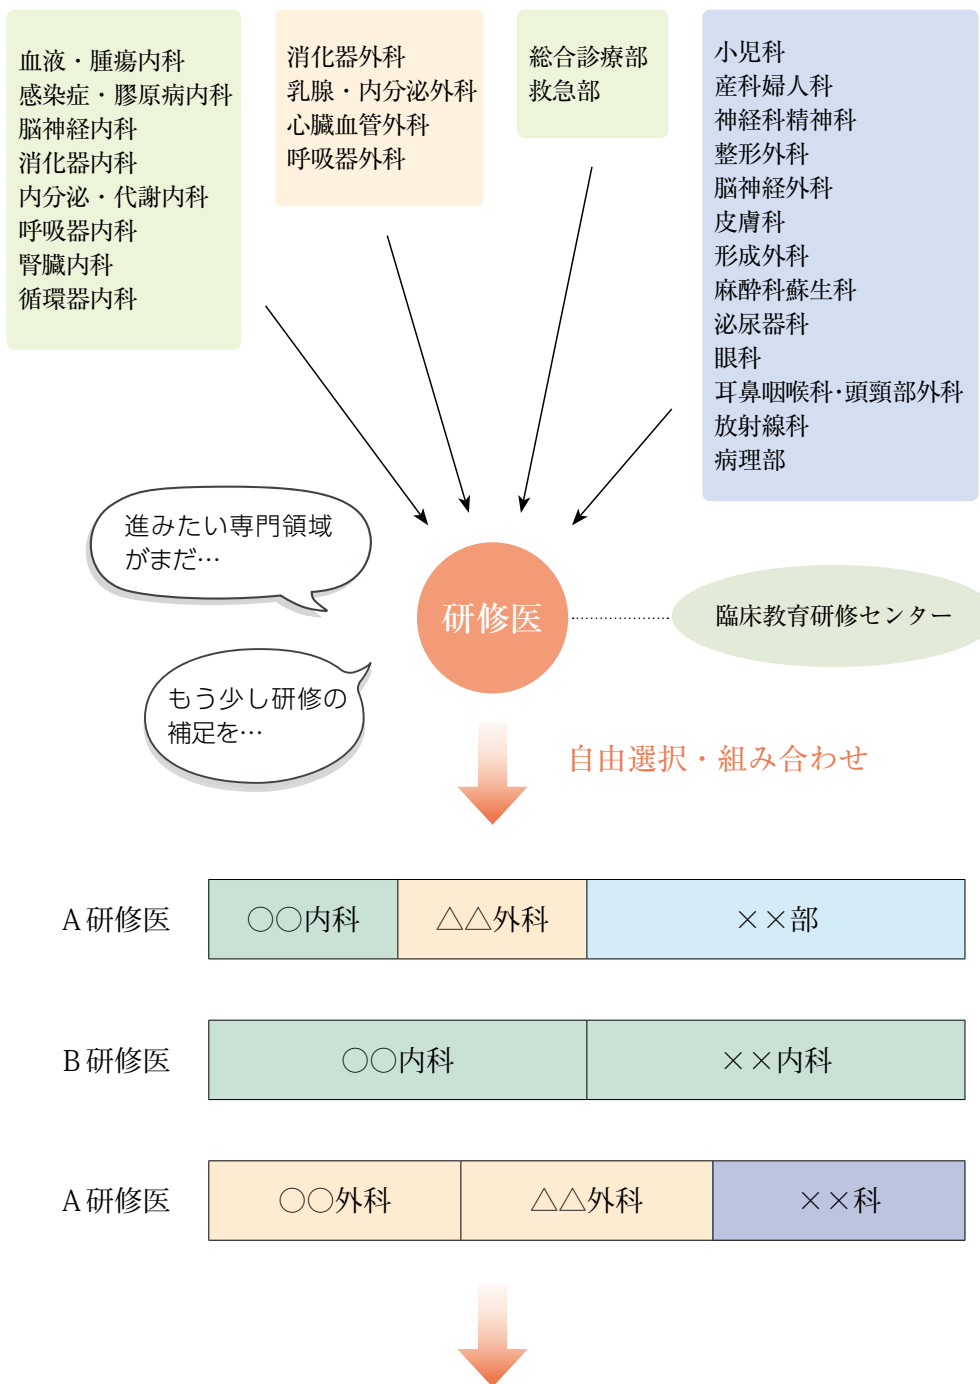 血液・腫瘍内科
感染症・膠原病内科
脳神経内科
消化器内科
内分泌・代謝内科
呼吸器内科
腎臓内科
循環器内科
消化器外科
乳腺・内分泌外科
心臓血管外科
呼吸器外科
総合診療部
救急部
小児科
産科婦人科
神経科精神科
整形外科
脳神経外科
皮膚科
形成外科
麻酔科蘇生科
泌尿器科
眼科
耳鼻咽喉科・頭頸部外科
放射線科
病理部
進みたい専門領域
がまだ…
研修医
臨床教育研修センター
もう少し研修の
補足を…
自由選択・組み合わせ
A研修医
○○内科
△△外科
××部
B研修医
○○内科
××内科
A研修医
○○外科
△△外科
××科